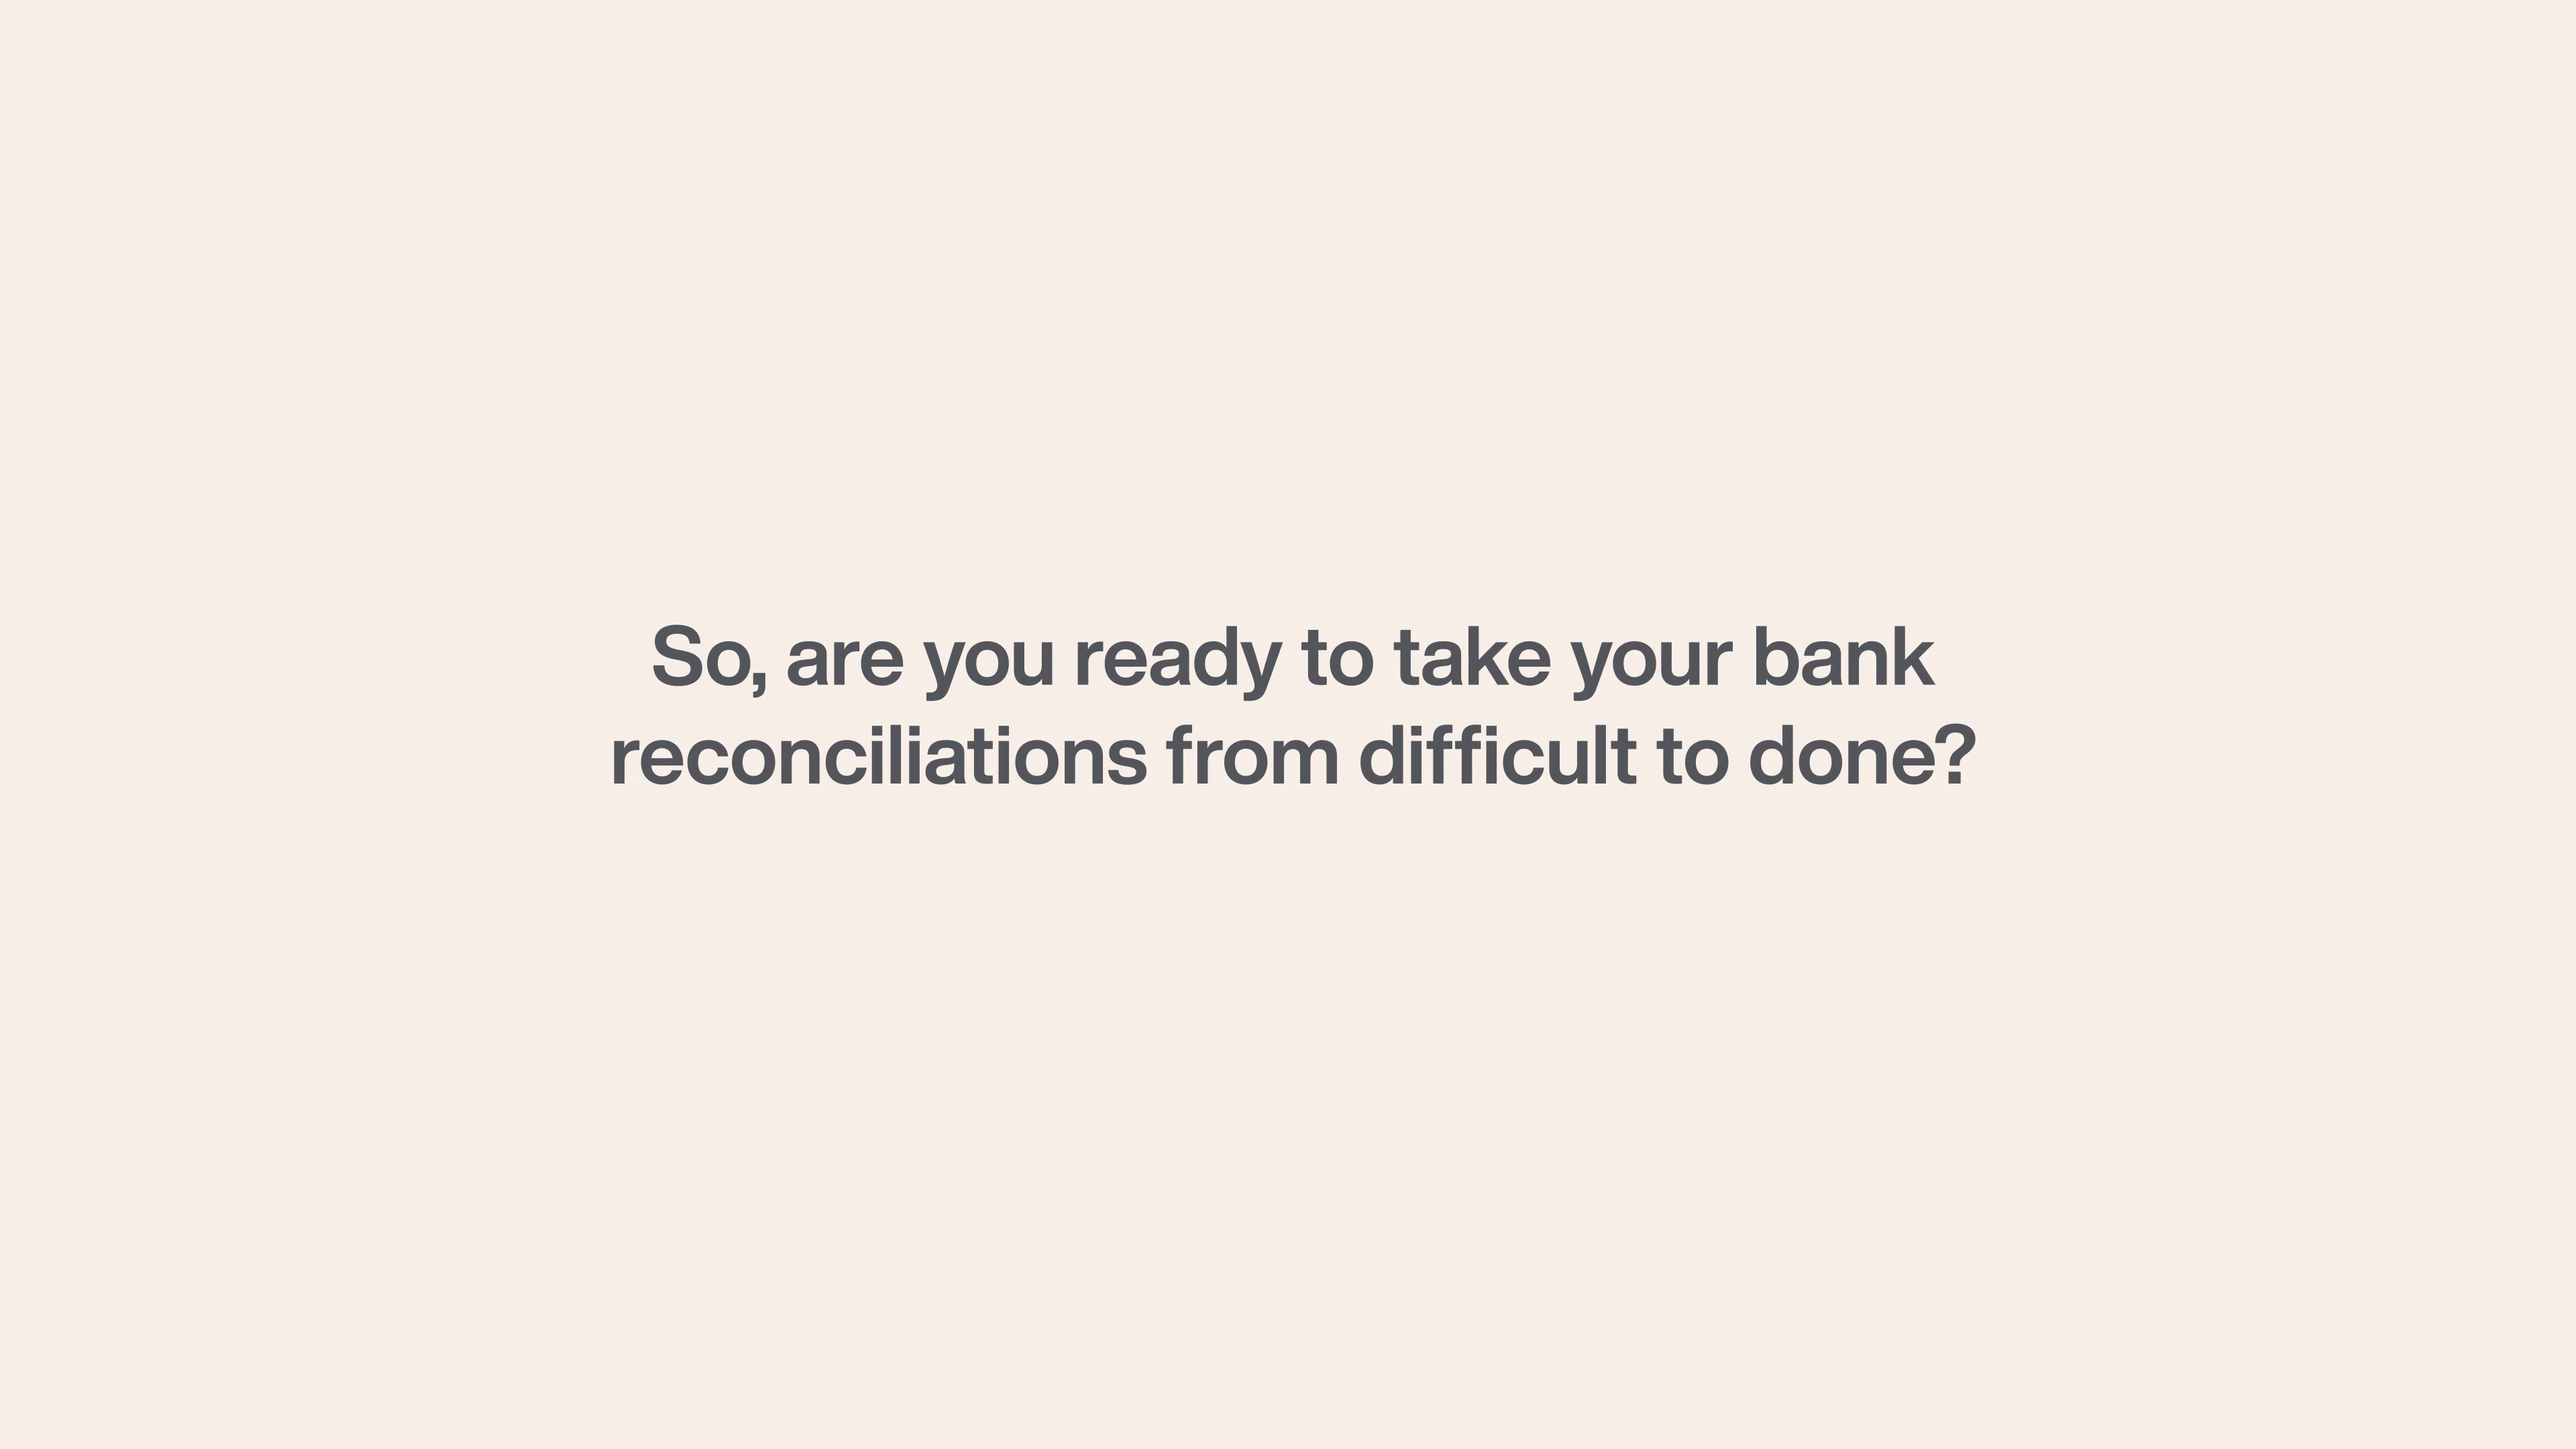 So, are you ready to take your bank
reconciliations from difficult to done?